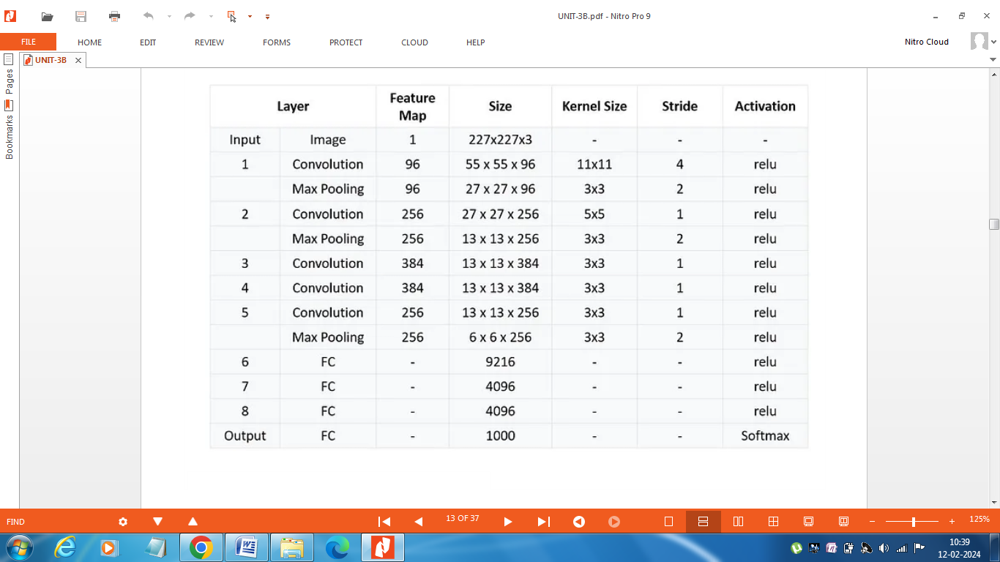 UNIT-3B.pdf - Nitro Pro 9
FILE HOME EDIT REVIEW FORMS PROTECT CLOUD HELP Nitro Cloud
UNIT-3B
Pages
Bookmarks
Layer Feature Map Size Kernel Size Stride Activation
Input Image 1 227x227x3 - - -
1 Convolution 96 55 x 55 x 96 11x11 4 relu
Max Pooling 96 27 x 27 x 96 3x3 2 relu
2 Convolution 256 27 x 27 x 256 5x5 1 relu
Max Pooling 256 13 x 13 x 256 3x3 2 relu
3 Convolution 384 13 x 13 x 384 3x3 1 relu
4 Convolution 384 13 x 13 x 384 3x3 1 relu
5 Convolution 256 13 x 13 x 256 3x3 1 relu
Max Pooling 256 6 x 6 x 256 3x3 2 relu
6 FC - 9216 - - relu
7 FC - 4096 - - relu
8 FC - 4096 - - relu
Output FC - 1000 - - Softmax
FIND 13 OF 37 125%
10:39
12-02-2024